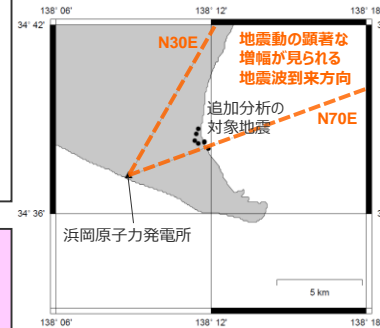 138° 06'
138° 12'
138° 18'
34° 42'
N30E
地震動の顕著な
増幅が見られる
地震波到来方向
追加分析の
対象地震
N70E
34° 36'
浜岡原子力発電所
5 km
138° 06'
138° 12'
138° 18'